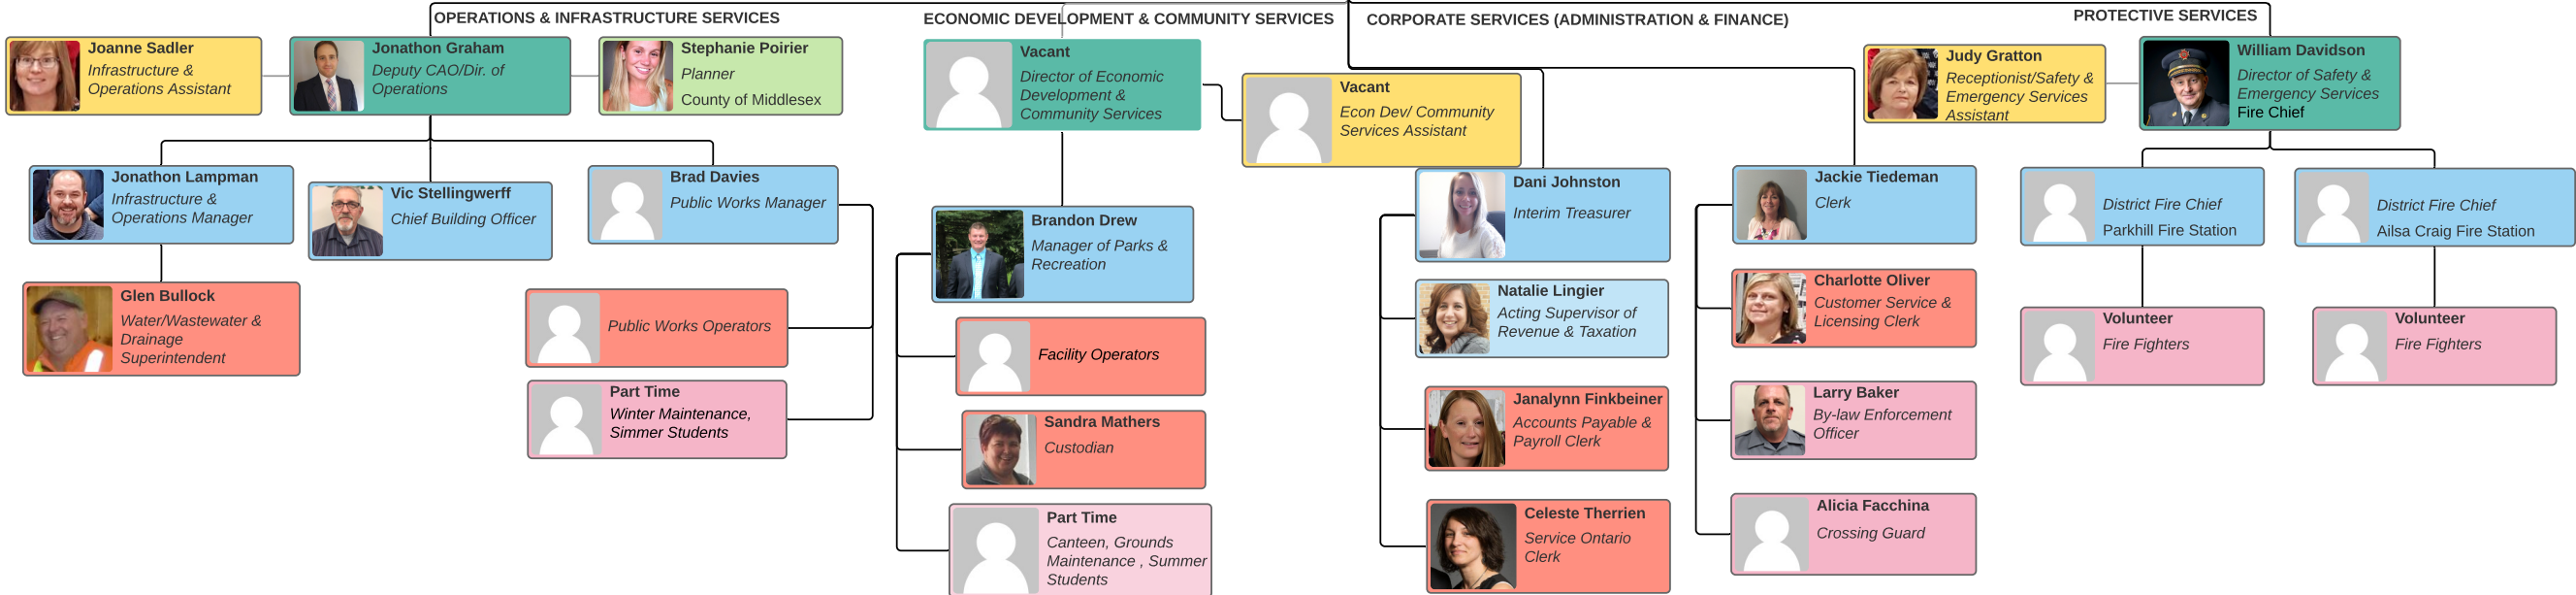 OPERATIONS & INFRASTRUCTURE SERVICES
Joanne Sadler
Infrastructure &
Operations Assistant
Jonathon Graham
Deputy CAO/Dir. of
Operations
Stephanie Poirier
Planner
County of Middlesex
Jonathon Lampman
Infrastructure &
Operations Manager
Vic Stellingwerff
Chief Building Officer
Brad Davies
Public Works Manager
Glen Bullock
Water/Wastewater &
Drainage
Superintendent
Public Works Operators
Part Time
Winter Maintenance,
Simmer Students
ECONOMIC DEVELOPMENT & COMMUNITY SERVICES
Vacant
Director of Economic
Development &
Community Services
Vacant
Econ Dev/ Community
Services Assistant
Brandon Drew
Manager of Parks &
Recreation
Facility Operators
Sandra Mathers
Custodian
Part Time
Canteen, Grounds
Maintenance , Summer
Students
CORPORATE SERVICES (ADMINISTRATION & FINANCE)
Dani Johnston
Interim Treasurer
Natalie Lingier
Acting Supervisor of
Revenue & Taxation
Janalynn Finkbeiner
Accounts Payable &
Payroll Clerk
Celeste Therrien
Service Ontario
Clerk
Jackie Tiedeman
Clerk
Charlotte Oliver
Customer Service &
Licensing Clerk
Larry Baker
By-law Enforcement
Officer
Alicia Facchina
Crossing Guard
PROTECTIVE SERVICES
Judy Gratton
Receptionist/Safety &
Emergency Services
Assistant
William Davidson
Director of Safety &
Emergency Services
Fire Chief
District Fire Chief
Parkhill Fire Station
District Fire Chief
Ailsa Craig Fire Station
Volunteer
Fire Fighters
Volunteer
Fire Fighters